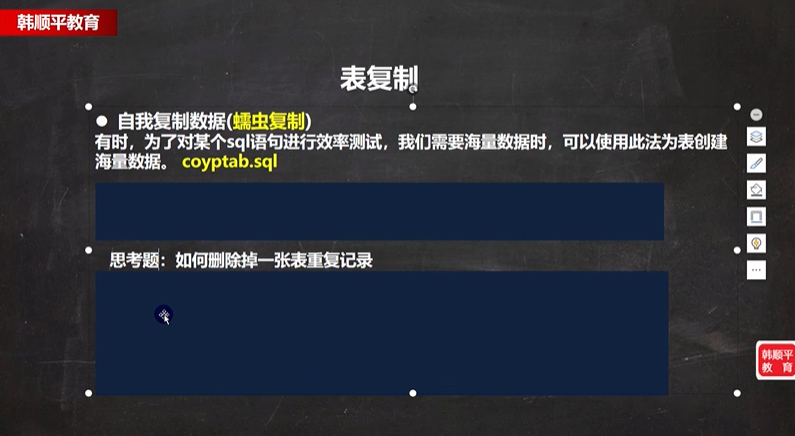 韩顺平教育
表复制
● 自我复制数据(蠕虫复制)
有时，为了对某个sql语句进行效率测试，我们需要海量数据时，可以使用此法为表创建
海量数据。 coyptab.sql
思考题：如何删除掉一张表重复记录
韩顺平
教 育